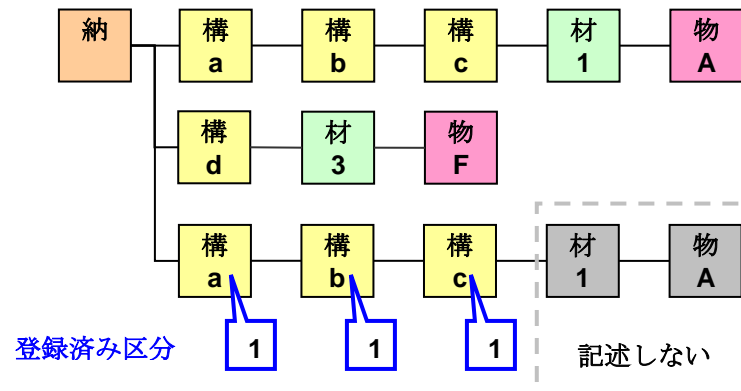 納 構 構 構 材 物
a b c 1 A
構 材 物
d 3 F
構 構 構 材 物
a b c 1 A
登録済み区分 1 1 1 記述しない